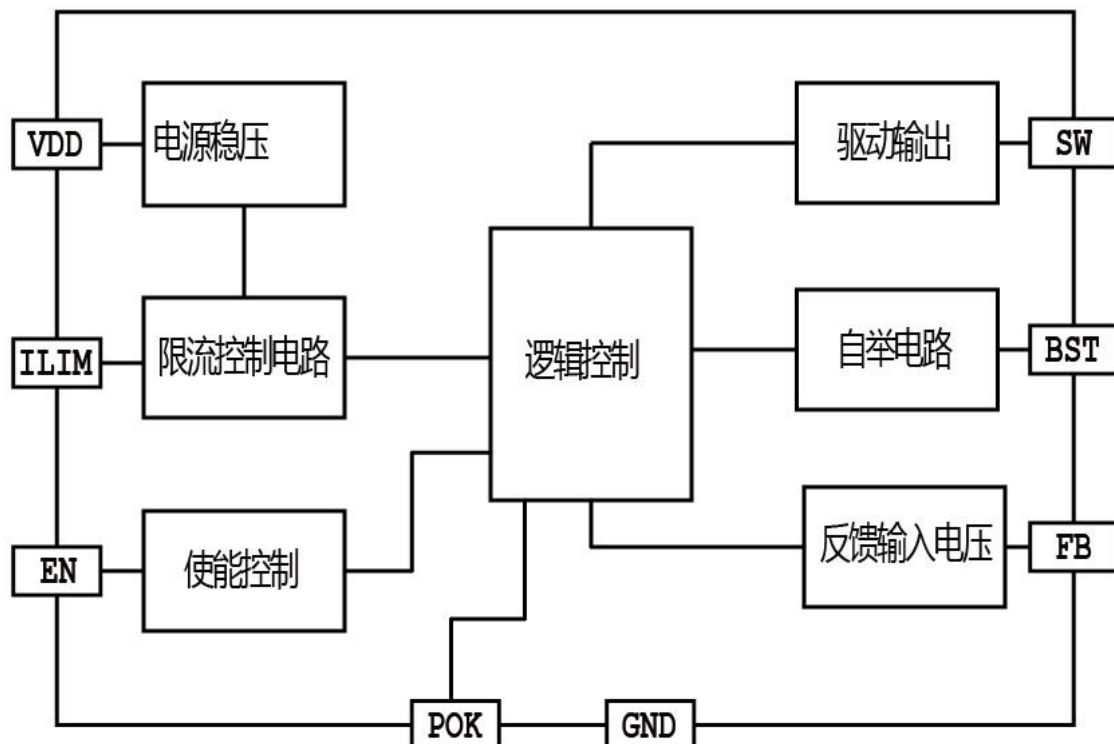 VDD
电源稳压
驱动输出
SW
ILIM
限流控制电路
逻辑控制
自举电路
BST
EN
使能控制
反馈输入电压
FB
POK
GND